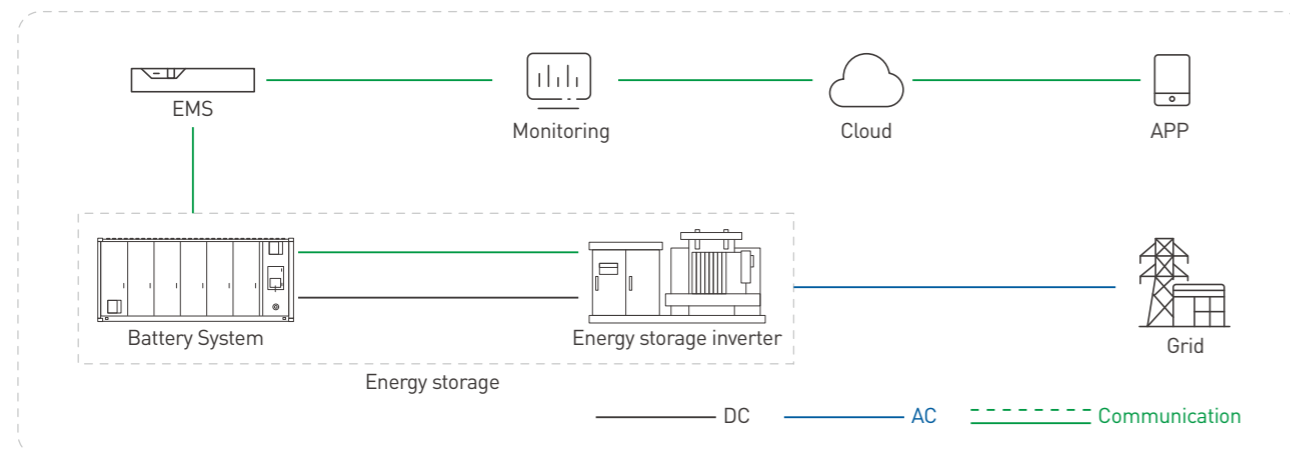 EMS
Monitoring
Cloud
APP
Battery System
Energy storage inverter
Grid
Energy storage
DC
AC
Communication